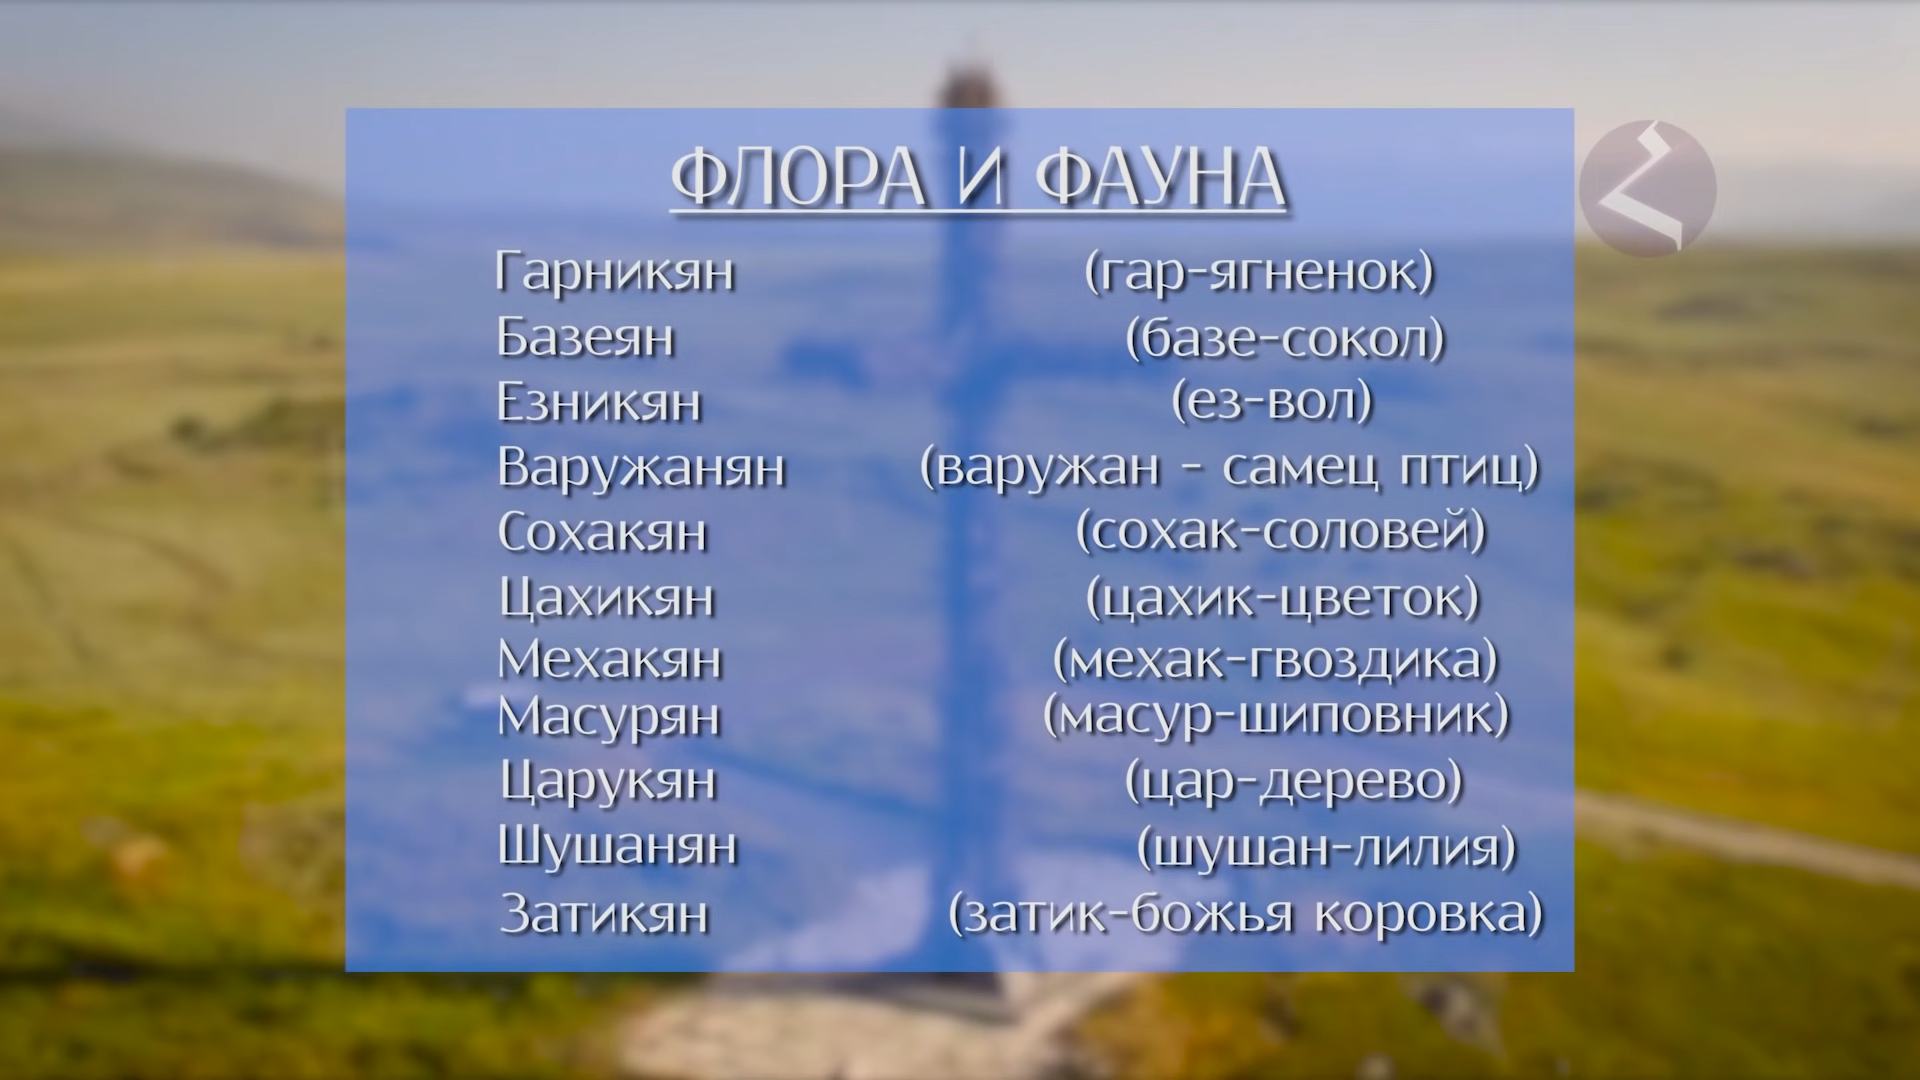 ФЛОРА И ФАУНА
Гарникян (гар-ягненок)
Базеян (базе-сокол)
Езникян (ез-вол)
Варужанян (варужан - самец птиц)
Сохакян (сохак-соловей)
Цахикян (цахик-цветок)
Мехакян (мехак-гвоздика)
Масурян (масур-шиповник)
Царукян (цар-дерево)
Шушанян (шушан-лилия)
Затикян (затик-божья коровка)